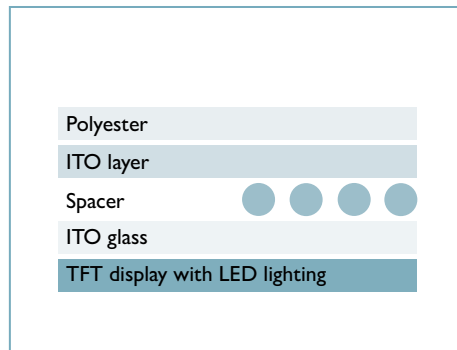 Polyester
ITO layer
Spacer
ITO glass
TFT display with LED lighting